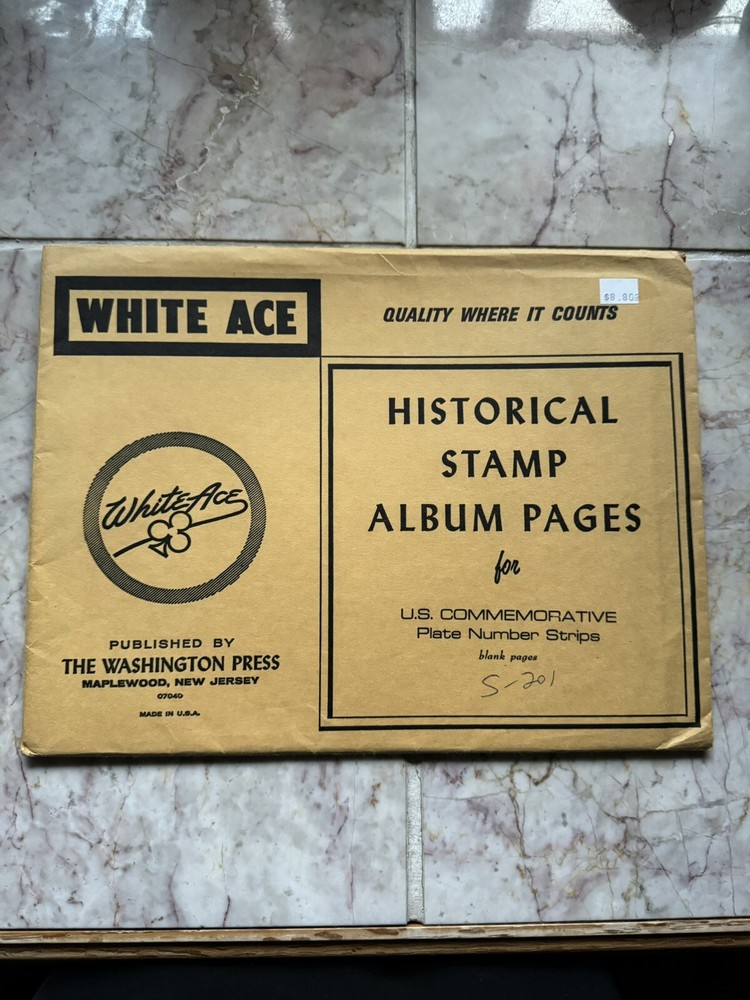 WHITE ACE
QUALITY WHERE IT COUNTS
$8.80
White-Ace
PUBLISHED BY
THE WASHINGTON PRESS
MAPLEWOOD, NEW JERSEY
07040
MADE IN U.S.A.
HISTORICAL
STAMP
ALBUM PAGES
for
U.S. COMMEMORATIVE
Plate Number Strips
blank pages
S-201